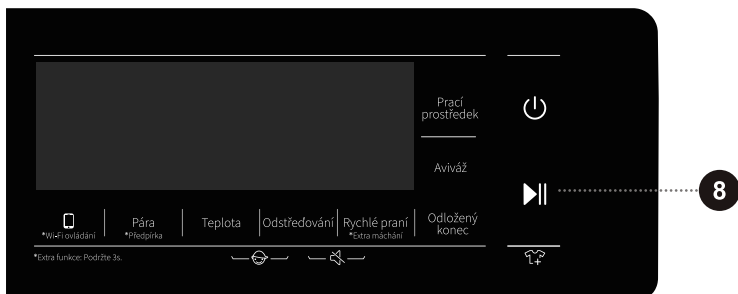 Prací
prostředek
Aviváž
*Wi-Fi ovládání
Pára
*Předpírka
Teplota
Odstřeďování
Rychlé praní
*Extra máchání
Odložený
konec
*Extra funkce: Podržte 3s.
8